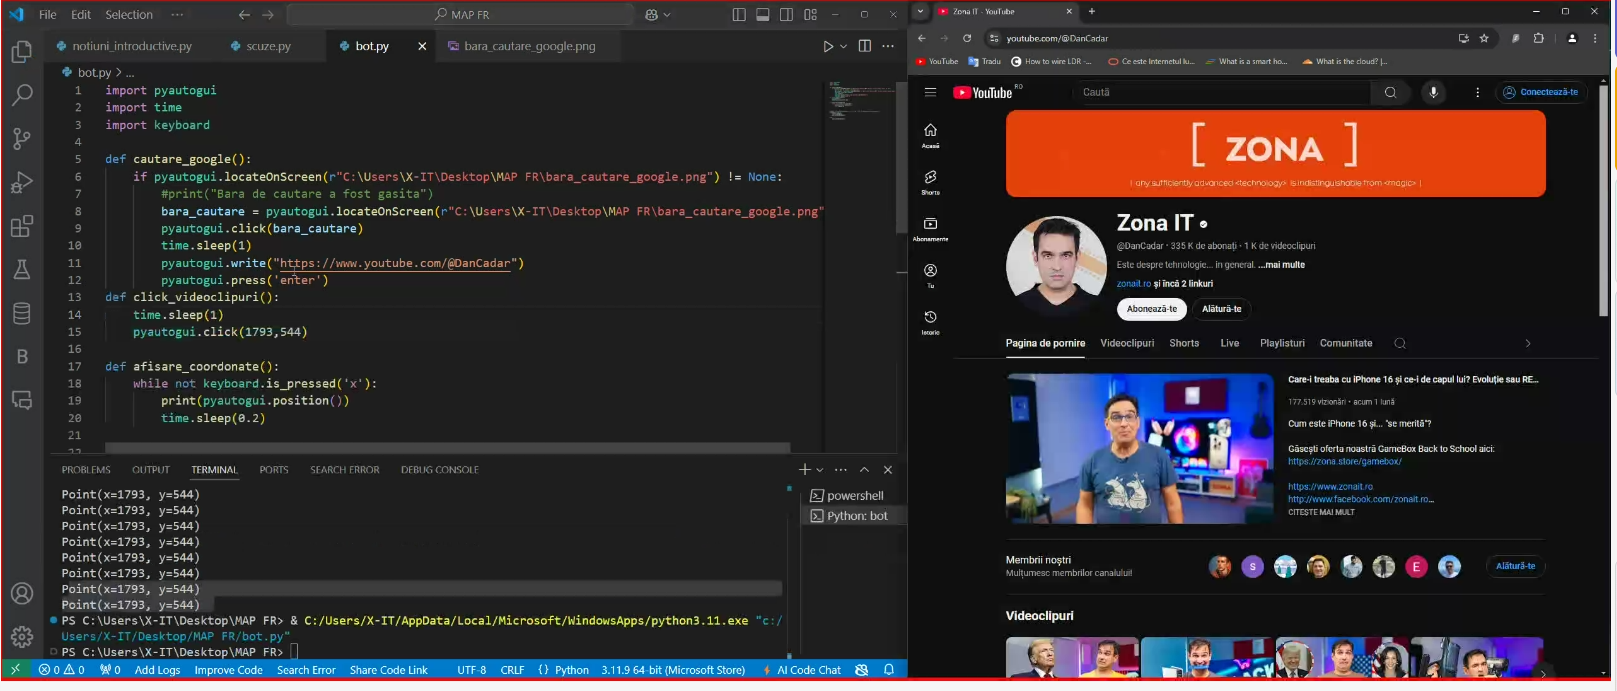 File Edit Selection ··· MAP FR
notiuni_introductive.py scuze.py bot.py bara_cautare_google.png
bot.py > ...
1 import pyautogui
2 import time
3 import keyboard
4
5 def cautare_google():
6 if pyautogui.locateOnScreen(r"C:\Users\X-IT\Desktop\MAP FR\bara_cautare_google.png") != None:
7 #print("Bara de cautare a fost gasita")
8 bara_cautare = pyautogui.locateOnScreen(r"C:\Users\X-IT\Desktop\MAP FR\bara_cautare_google.png"
9 pyautogui.click(bara_cautare)
10 time.sleep(1)
11 pyautogui.write("https://www.youtube.com/@DanCadar")
12 pyautogui.press('enter')
13 def click_videoclipuri():
14 time.sleep(1)
15 pyautogui.click(1793,544)
16
17 def afisare_coordonate():
18 while not keyboard.is_pressed('x'):
19 print(pyautogui.position())
20 time.sleep(0.2)
21
22
PROBLEMS OUTPUT TERMINAL PORTS SEARCH ERROR DEBUG CONSOLE
Point(x=1793, y=544)
Point(x=1793, y=544)
Point(x=1793, y=544)
Point(x=1793, y=544)
Point(x=1793, y=544)
Point(x=1793, y=544)
Point(x=1793, y=544)
Point(x=1793, y=544)
PS C:\Users\X-IT\Desktop\MAP FR> & C:/Users/X-IT/AppData/Local/Microsoft/WindowsApps/python3.11.exe "c:/
Users/X-IT/Desktop/MAP FR/bot.py"
PS C:\Users\X-IT\Desktop\MAP FR>
powershell
Python: bot
0 0 0 Add Logs Improve Code Search Error Share Code Link UTF-8 CRLF {} Python 3.11.9 64-bit (Microsoft Store) AI Code Chat
Zona IT - YouTube
youtube.com/@DanCadar
YouTube Tradu How to wire LDR -... Ce este Internetul lu... What is a smart ho... What is the cloud? |...
YouTube RO Caută Conectează-te
Acasă
Shorts
Abonamente
Tu
Istoric
[ ZONA ]
| any sufficiently advanced <technology> is indistinguishable from <magic> |
Zona IT
@DanCadar · 335 K de abonați · 1 K de videoclipuri
Este despre tehnologie... in general. ...mai multe
zonait.ro și încă 2 linkuri
Abonează-te Alătură-te
Pagina de pornire Videoclipuri Shorts Live Playlisturi Comunitate
Care-i treaba cu iPhone 16 și ce-i de capul lui? Evoluție sau RE...
177.519 vizionări • acum 1 lună
Cum este iPhone 16 și... "se merită"?
Găsești oferta noastră GameBox Back to School aici:
https://zona.store/gamebox/
https://www.zonait.ro
http://www.facebook.com/zonait.ro...
CITEȘTE MAI MULT
Membrii noștri
Mulțumesc membrilor canalului!
S E Alătură-te
Videoclipuri